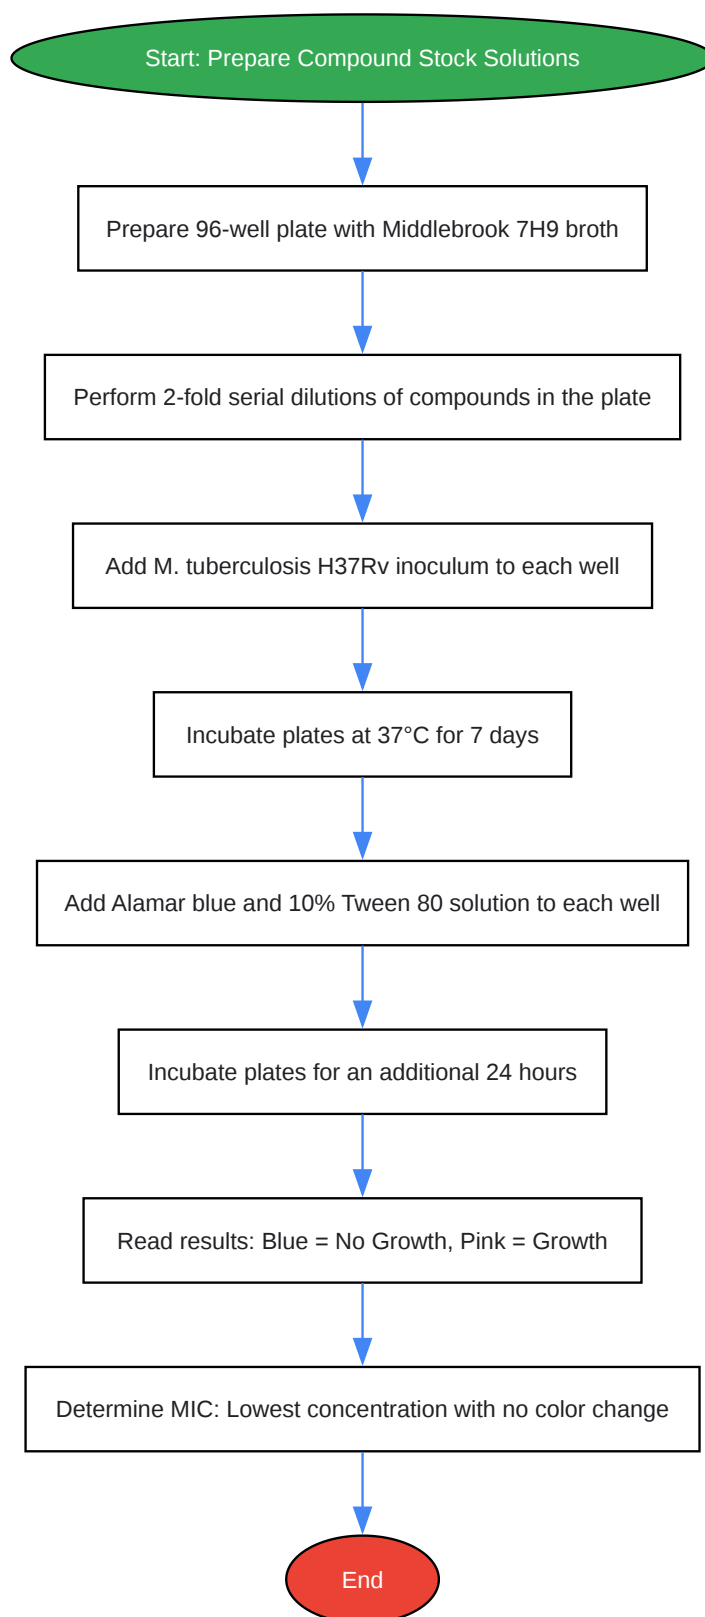 Start: Prepare Compound Stock Solutions
Prepare 96-well plate with Middlebrook 7H9 broth
Perform 2-fold serial dilutions of compounds in the plate
Add M. tuberculosis H37Rv inoculum to each well
Incubate plates at 37°C for 7 days
Add Alamar blue and 10% Tween 80 solution to each well
Incubate plates for an additional 24 hours
Read results: Blue = No Growth, Pink = Growth
Determine MIC: Lowest concentration with no color change
End